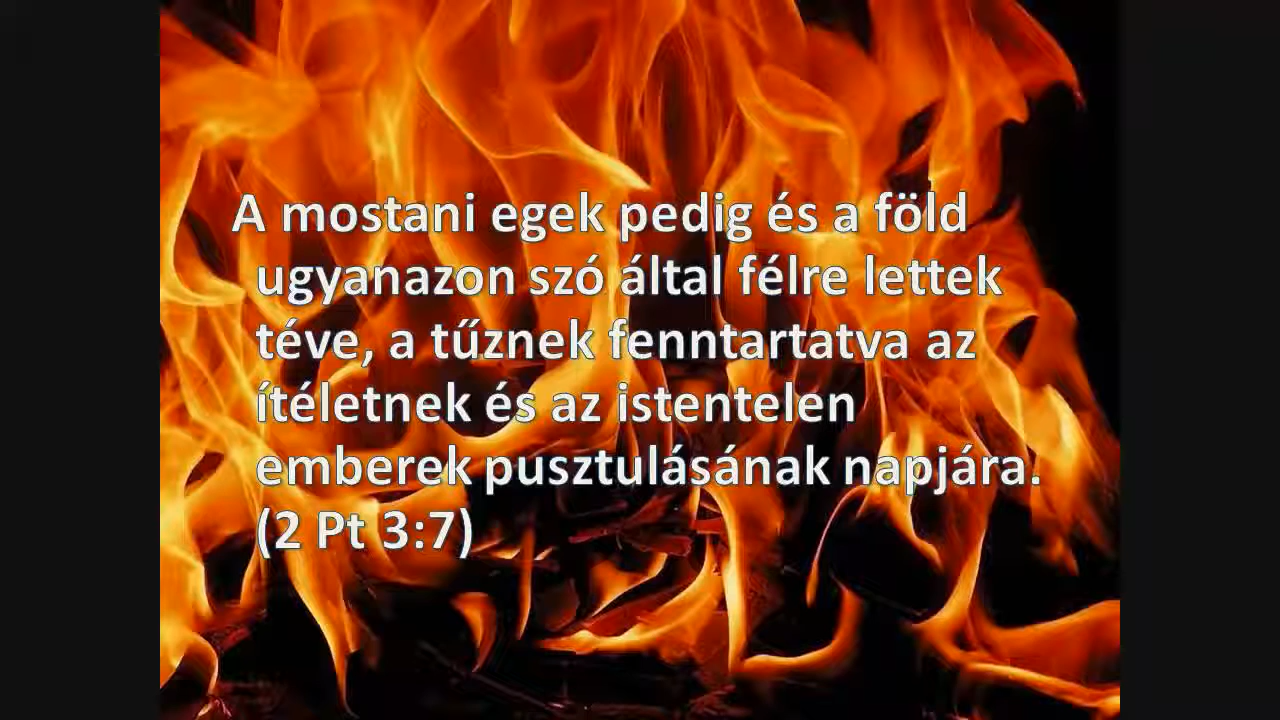 A mostani egek pedig és a föld
ugyanazon szó által félre lettek
téve, a tűznek fenntartatva az
ítéletnek és az istentelen
emberek pusztulásának napjára.
(2 Pt 3:7)